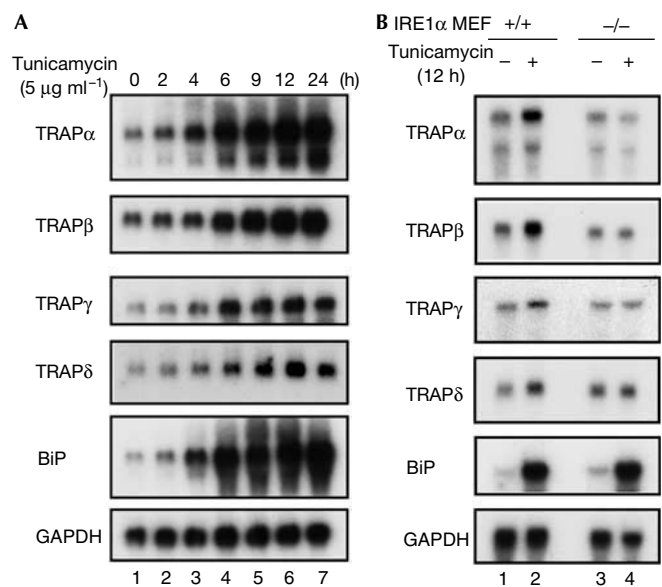 A
Tunicamycin
(5 μg ml⁻¹)
0 2 4 6 9 12 24 (h)
TRAPα
TRAPβ
TRAPγ
TRAPδ
BiP
GAPDH
1 2 3 4 5 6 7
B IRE1α MEF +/+ −/−
Tunicamycin
(12 h)
− + − +
TRAPα
TRAPβ
TRAPγ
TRAPδ
BiP
GAPDH
1 2 3 4